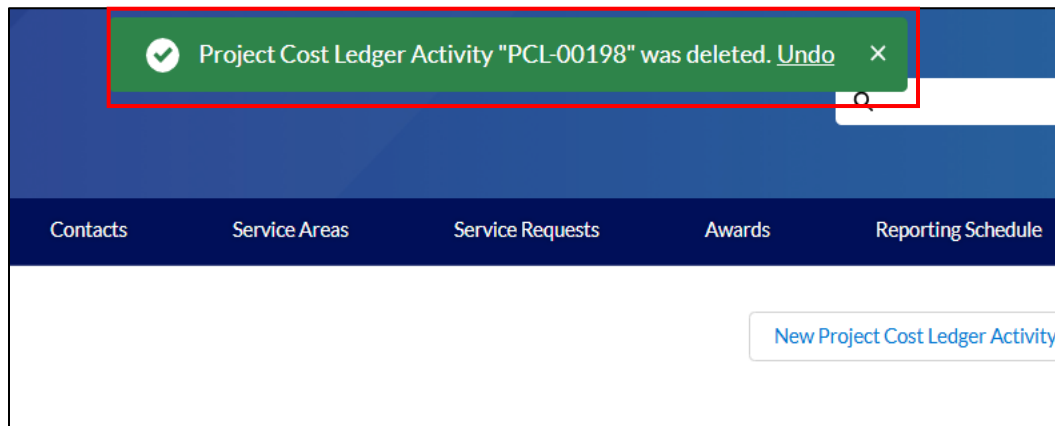 Project Cost Ledger Activity "PCL-00198" was deleted. Undo
Contacts Service Areas Service Requests Awards Reporting Schedule
New Project Cost Ledger Activity